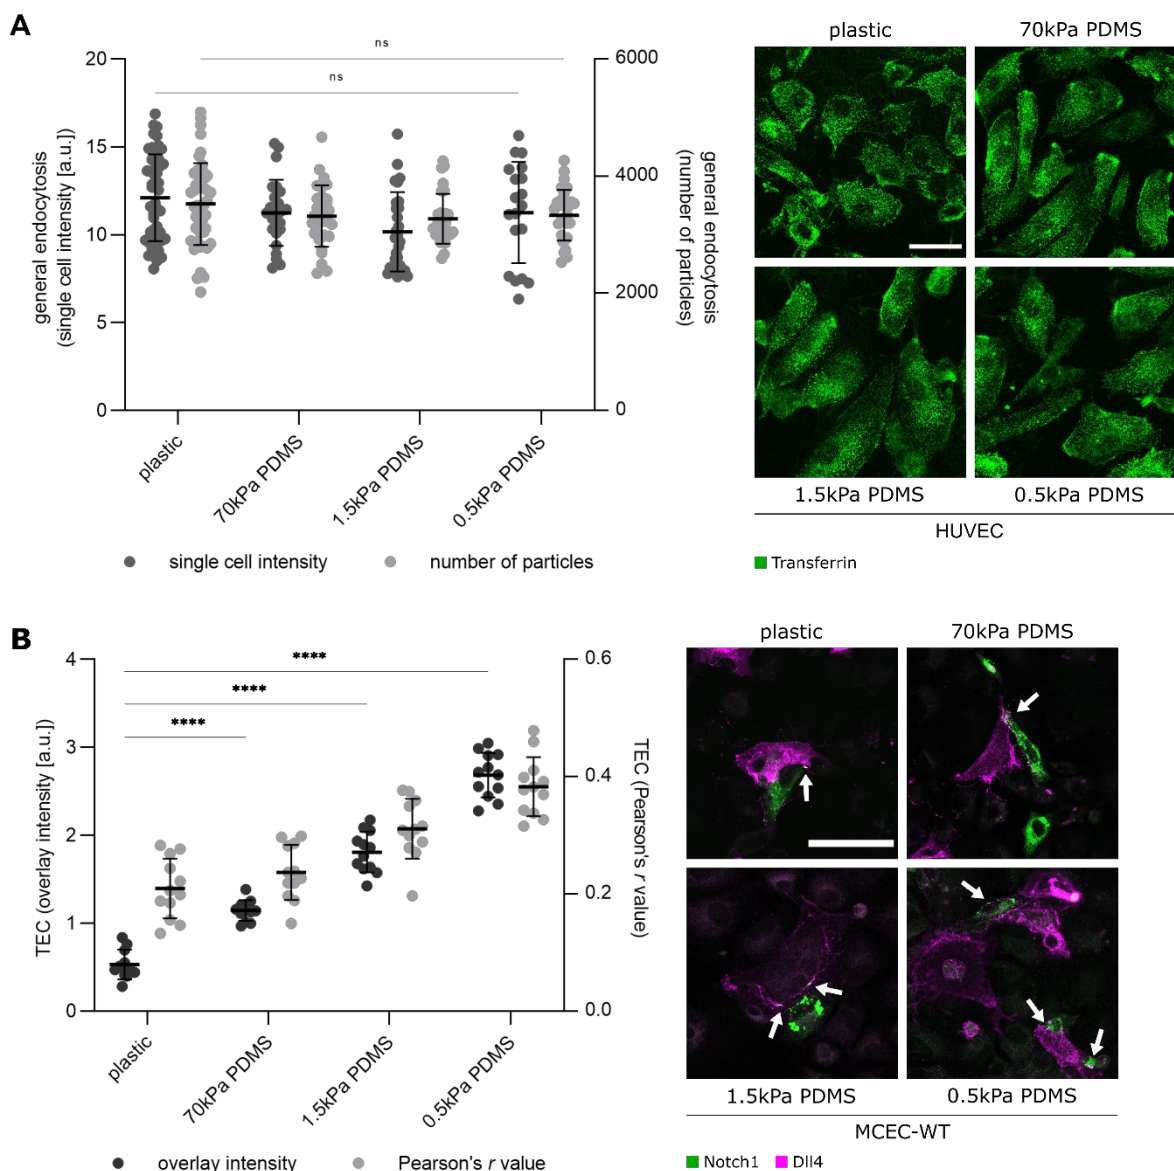 A
ns
ns
20
15
10
5
0
general endocytosis
(single cell intensity [a.u.])
6000
4000
2000
0
general endocytosis
(number of particles)
plastic
70kPa PDMS
1.5kPa PDMS
0.5kPa PDMS
single cell intensity
number of particles
plastic
70kPa PDMS
1.5kPa PDMS
0.5kPa PDMS
HUVEC
Transferrin
B
****
****
****
4
3
2
1
0
TEC (overlay intensity [a.u.])
0.6
0.4
0.2
0.0
TEC (Pearson's r value)
plastic
70kPa PDMS
1.5kPa PDMS
0.5kPa PDMS
overlay intensity
Pearson's r value
plastic
70kPa PDMS
1.5kPa PDMS
0.5kPa PDMS
MCEC-WT
Notch1
Dll4